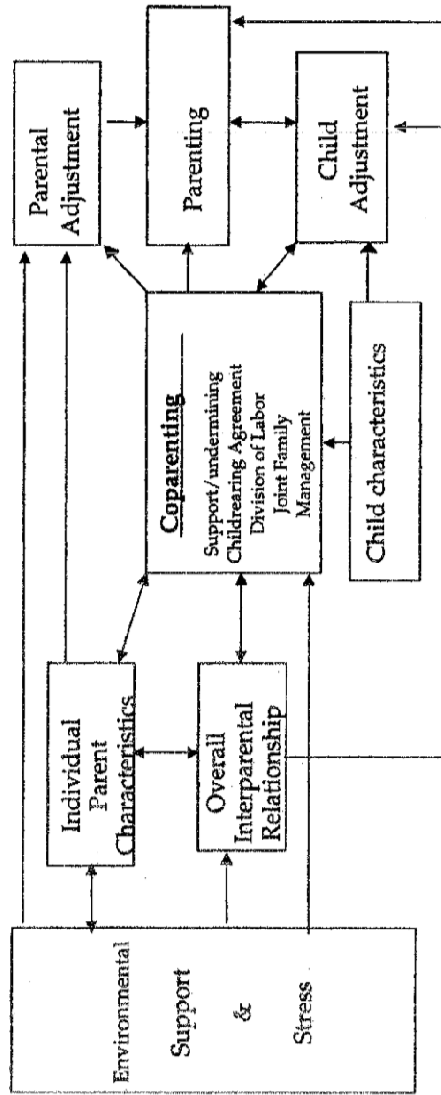 Environmental
Support
&
Stress
Individual
Parent
Characteristics
Overall
Interparental
Relationship
Coparenting
Support/undermining
Childrearing Agreement
Division of Labor
Joint Family
Management
Child characteristics
Parental
Adjustment
Parenting
Child
Adjustment